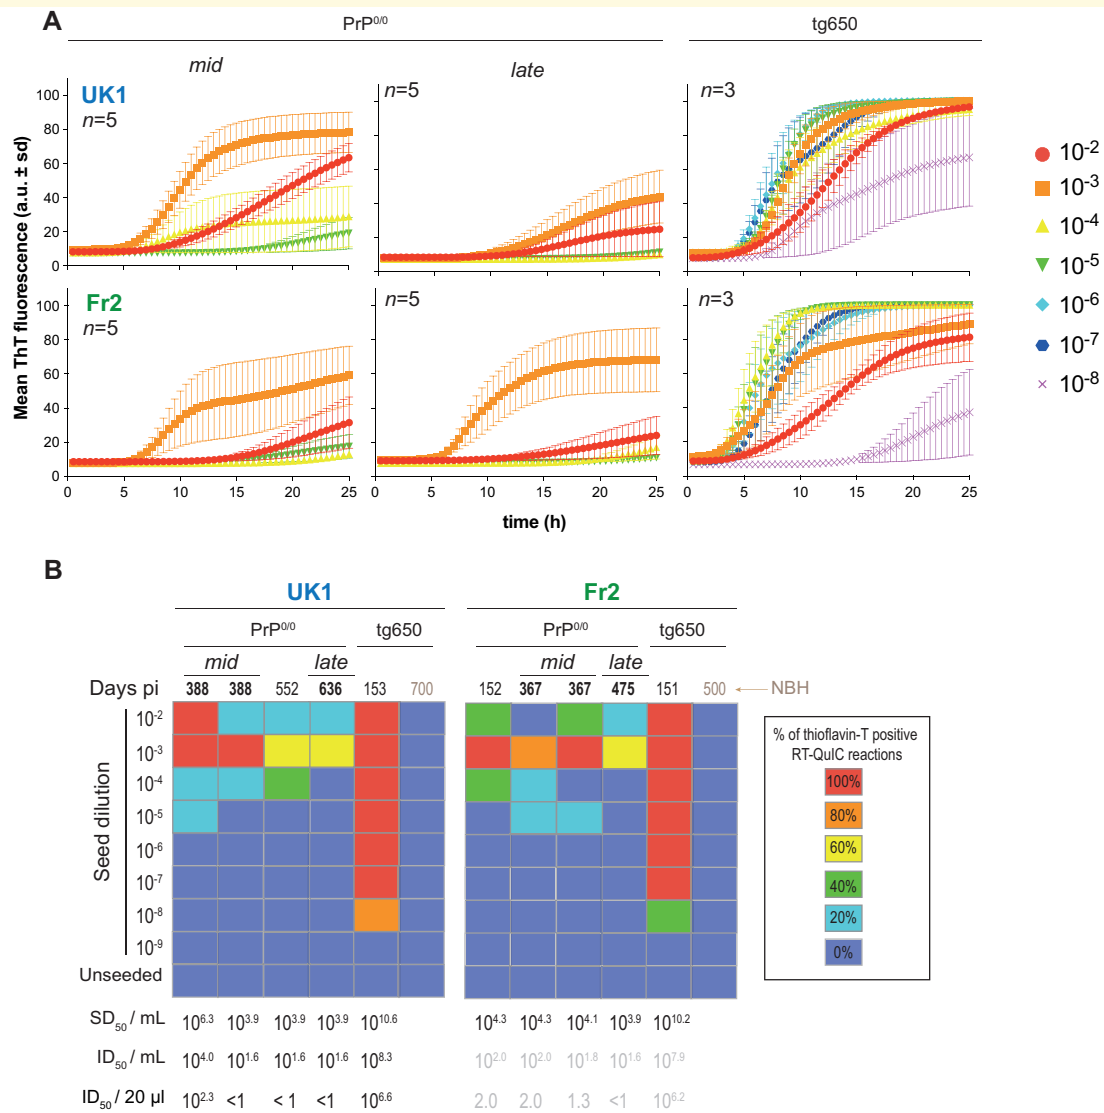 A
PrP0/0
tg650
mid
late
UK1
n=5
n=5
n=3
100
80
60
40
20
0
Fr2
n=5
n=5
n=3
100
80
60
40
20
0
0 5 10 15 20 25
0 5 10 15 20 25
0 5 10 15 20 25
Mean ThT fluorescence (a.u. ± sd)
time (h)
10-2
10-3
10-4
10-5
10-6
10-7
10-8
B
UK1 Fr2
PrP0/0 tg650 PrP0/0 tg650
mid late mid late
Days pi 388 388 552 636 153 700 152 367 367 475 151 500 NBH
Seed dilution
10-2
10-3
10-4
10-5
10-6
10-7
10-8
10-9
Unseeded
% of thioflavin-T positive
RT-QuIC reactions
100%
80%
60%
40%
20%
0%
SD50 / mL 106.3 103.9 103.9 103.9 1010.6 104.3 104.3 104.1 103.9 1010.2
ID50 / mL 104.0 101.6 101.6 101.6 108.3 102.0 102.0 101.8 101.6 107.9
ID50 / 20 µl 102.3 <1 < 1 <1 106.6 2.0 2.0 1.3 <1 106.2